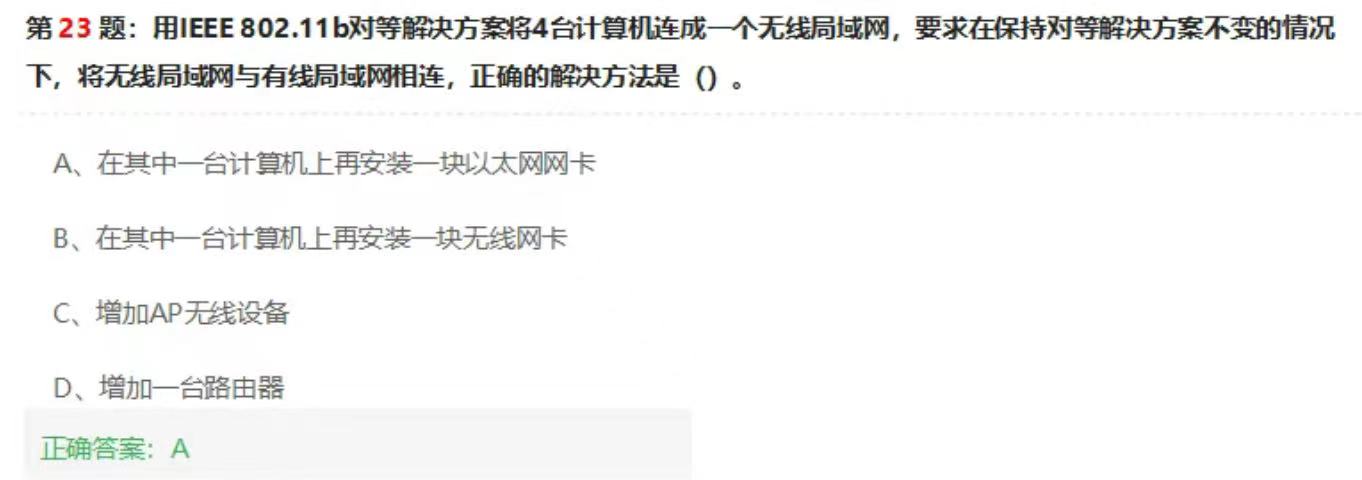 第 23 题：用IEEE 802.11b对等解决方案将4台计算机连成一个无线局域网，要求在保持对等解决方案不变的情况
下，将无线局域网与有线局域网相连，正确的解决方法是（）。
A、在其中一台计算机上再安装一块以太网网卡
B、在其中一台计算机上再安装一块无线网卡
C、增加AP无线设备
D、增加一台路由器
正确答案：A